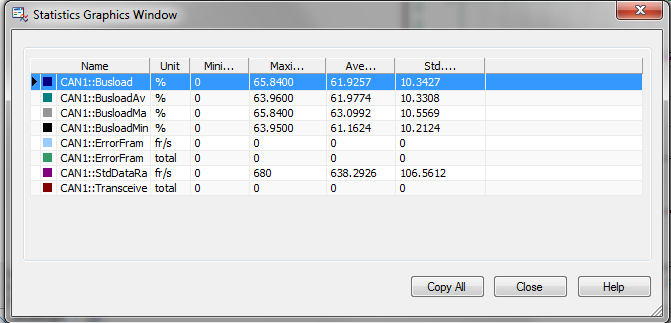 Statistics Graphics Window
Name Unit Mini... Maxi... Ave... Std....
CAN1::Busload % 0 65.8400 61.9257 10.3427
CAN1::BusloadAv % 0 63.9600 61.9774 10.3308
CAN1::BusloadMa % 0 65.8400 63.0992 10.5569
CAN1::BusloadMin % 0 63.9500 61.1624 10.2124
CAN1::ErrorFram fr/s 0 0 0 0
CAN1::ErrorFram total 0 0 0 0
CAN1::StdDataRa fr/s 0 680 638.2926 106.5612
CAN1::Transceive total 0 0 0 0
Copy All Close Help